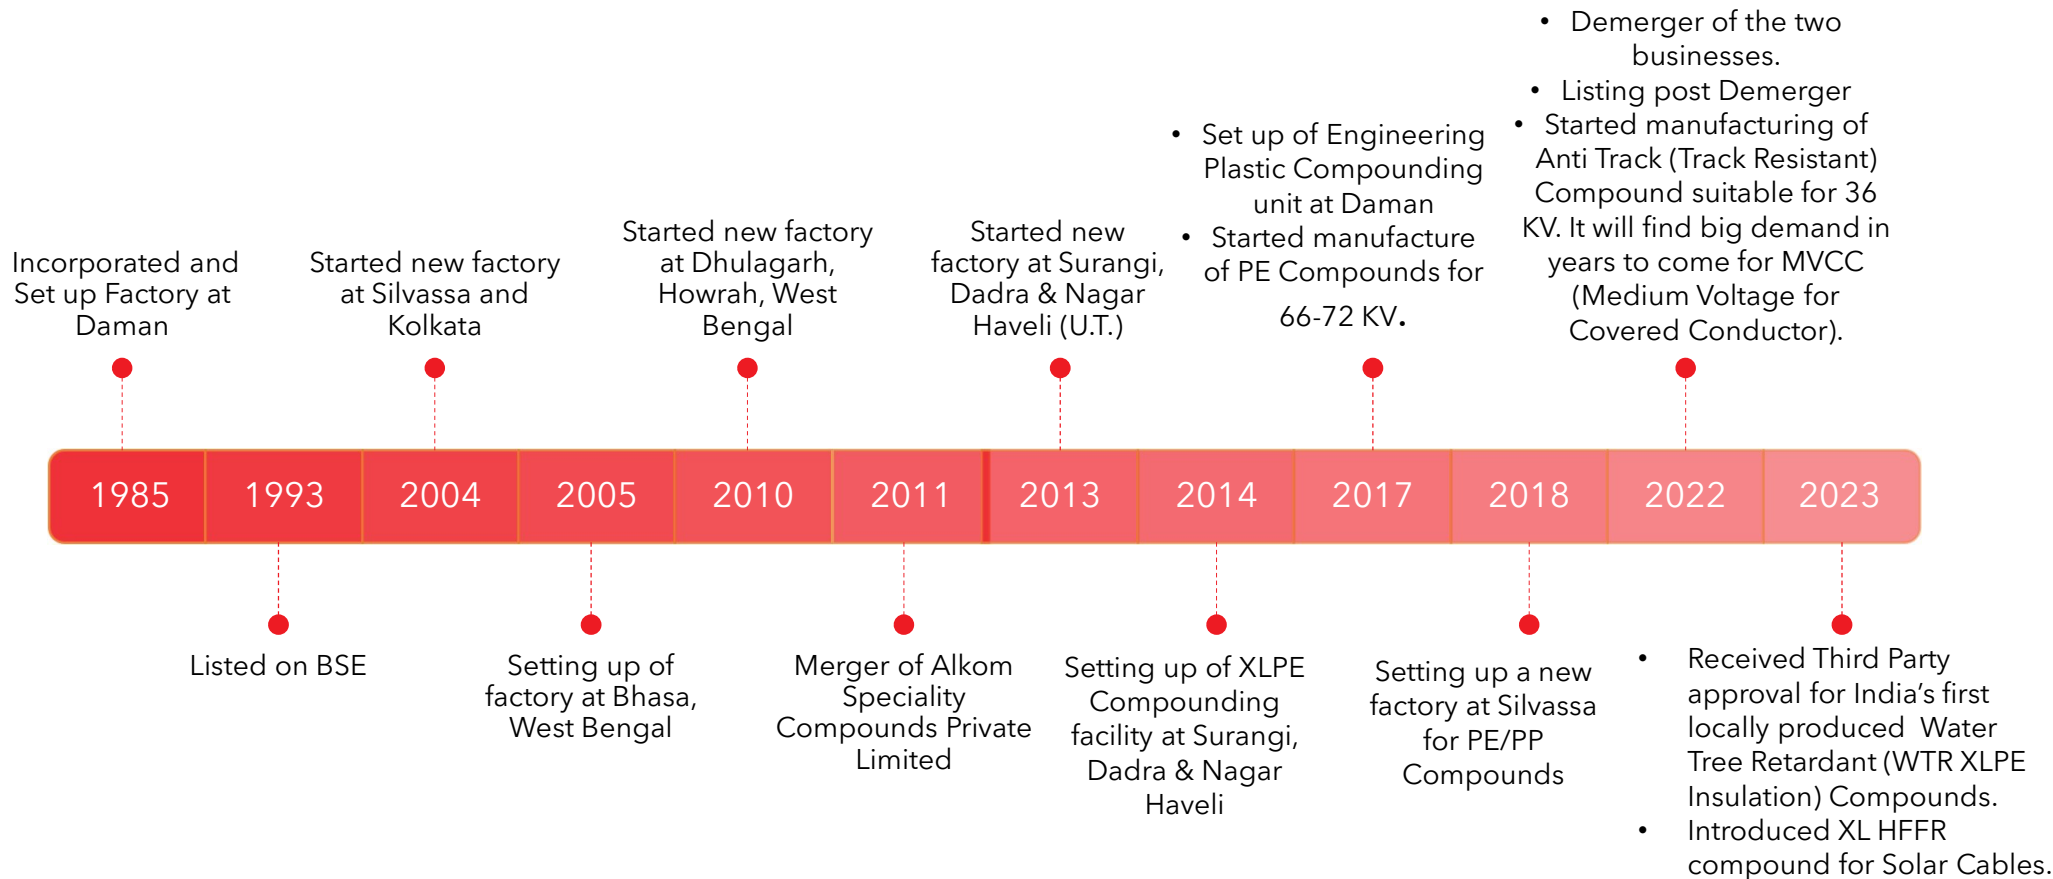 Incorporated and
Set up Factory at
Daman
Started new factory
at Silvassa and
Kolkata
Started new factory
at Dhulagarh,
Howrah, West
Bengal
Started new
factory at Surangi,
Dadra & Nagar
Haveli (U.T.)
• Set up of Engineering
Plastic Compounding
unit at Daman
• Started manufacture
of PE Compounds for
66-72 KV.
• Demerger of the two
businesses.
• Listing post Demerger
• Started manufacturing of
Anti Track (Track Resistant)
Compound suitable for 36
KV. It will find big demand in
years to come for MVCC
(Medium Voltage for
Covered Conductor).
1985 1993 2004 2005 2010 2011 2013 2014 2017 2018 2022 2023
Listed on BSE
Setting up of
factory at Bhasa,
West Bengal
Merger of Alkom
Speciality
Compounds Private
Limited
Setting up of XLPE
Compounding
facility at Surangi,
Dadra & Nagar
Haveli
Setting up a new
factory at Silvassa
for PE/PP
Compounds
• Received Third Party
approval for India’s first
locally produced Water
Tree Retardant (WTR XLPE
Insulation) Compounds.
• Introduced XL HFFR
compound for Solar Cables.